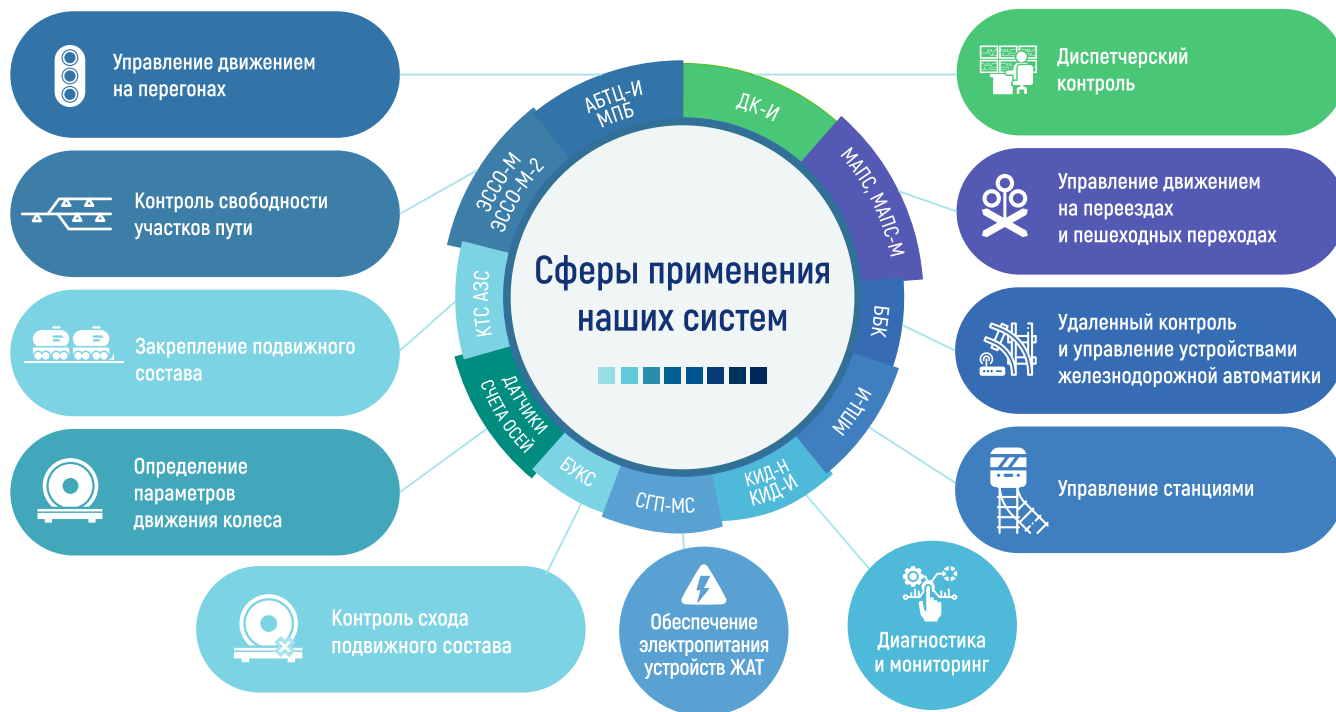 Управление движением
на перегонах
Контроль свободности
участков пути
Закрепление подвижного
состава
Определение
параметров
движения колеса
Контроль схода
подвижного состава
Обеспечение
электропитания
устройств ЖАТ
Диагностика
и мониторинг
Диспетчерский
контроль
Управление движением
на переездах
и пешеходных переходах
Удаленный контроль
и управление устройствами
железнодорожной автоматики
Управление станциями
АБТЦ-И
МПБ
ДК-И
МАПС, МАПС-М
ББК
МПЦ-И
КИД-Н
КИД-И
СГП-МС
БУКС
ДАТЧИКИ
СЧЕТА ОСЕЙ
КТС АЗС
ЭССО-М
ЭССО-М-2
Сферы применения
наших систем